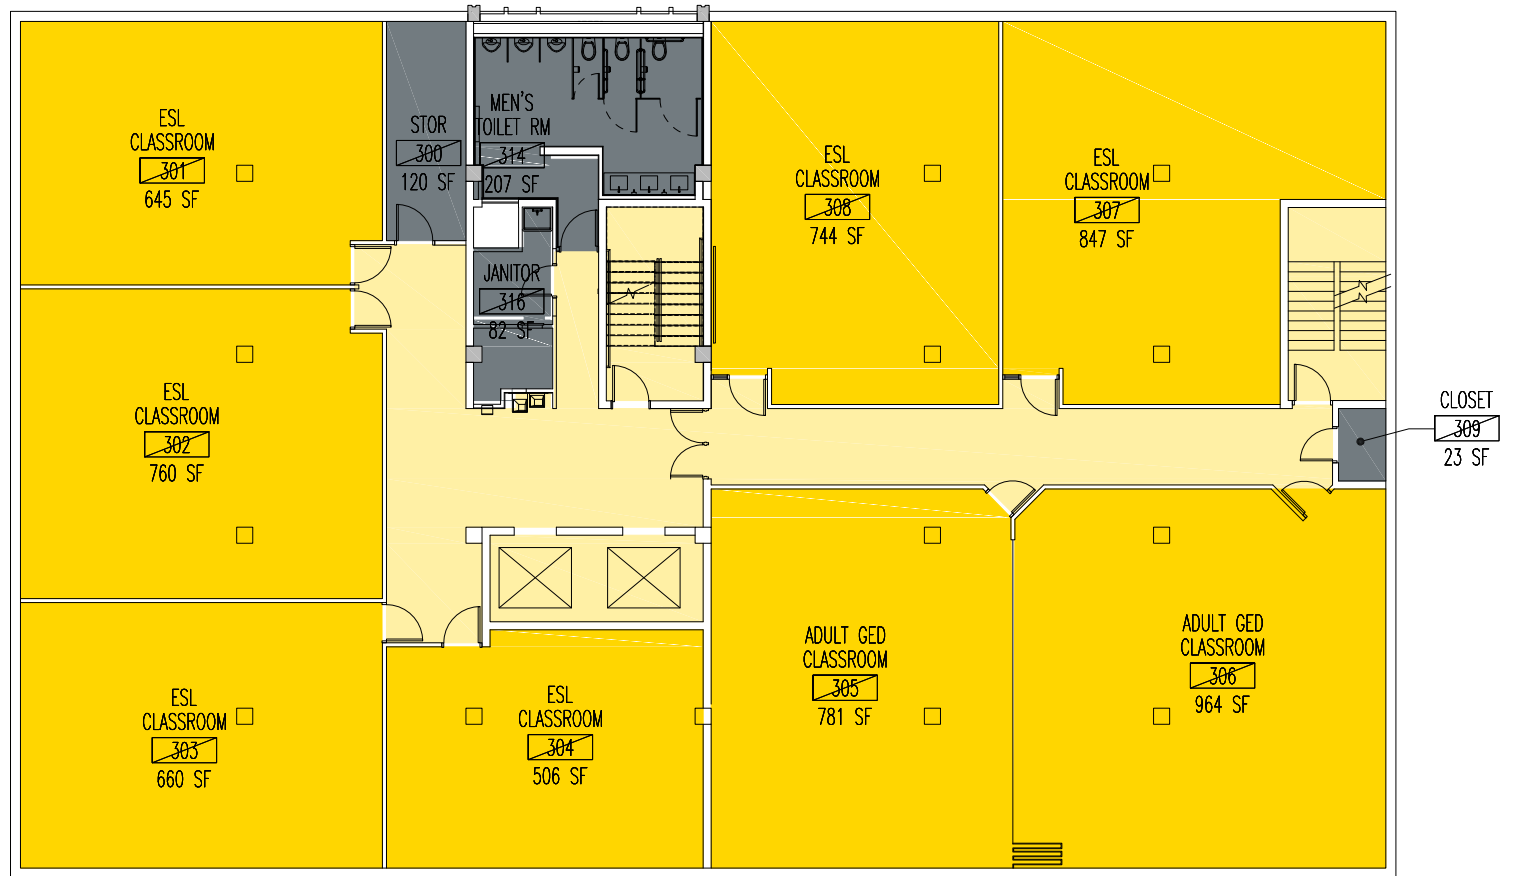 ESL
CLASSROOM
301
645 SF
STOR
300
120 SF
MEN'S
TOILET RM
314
207 SF
ESL
CLASSROOM
308
744 SF
ESL
CLASSROOM
307
847 SF
JANITOR
316
82 SF
ESL
CLASSROOM
302
760 SF
CLOSET
309
23 SF
ESL
CLASSROOM
303
660 SF
ESL
CLASSROOM
304
506 SF
ADULT GED
CLASSROOM
305
781 SF
ADULT GED
CLASSROOM
306
964 SF